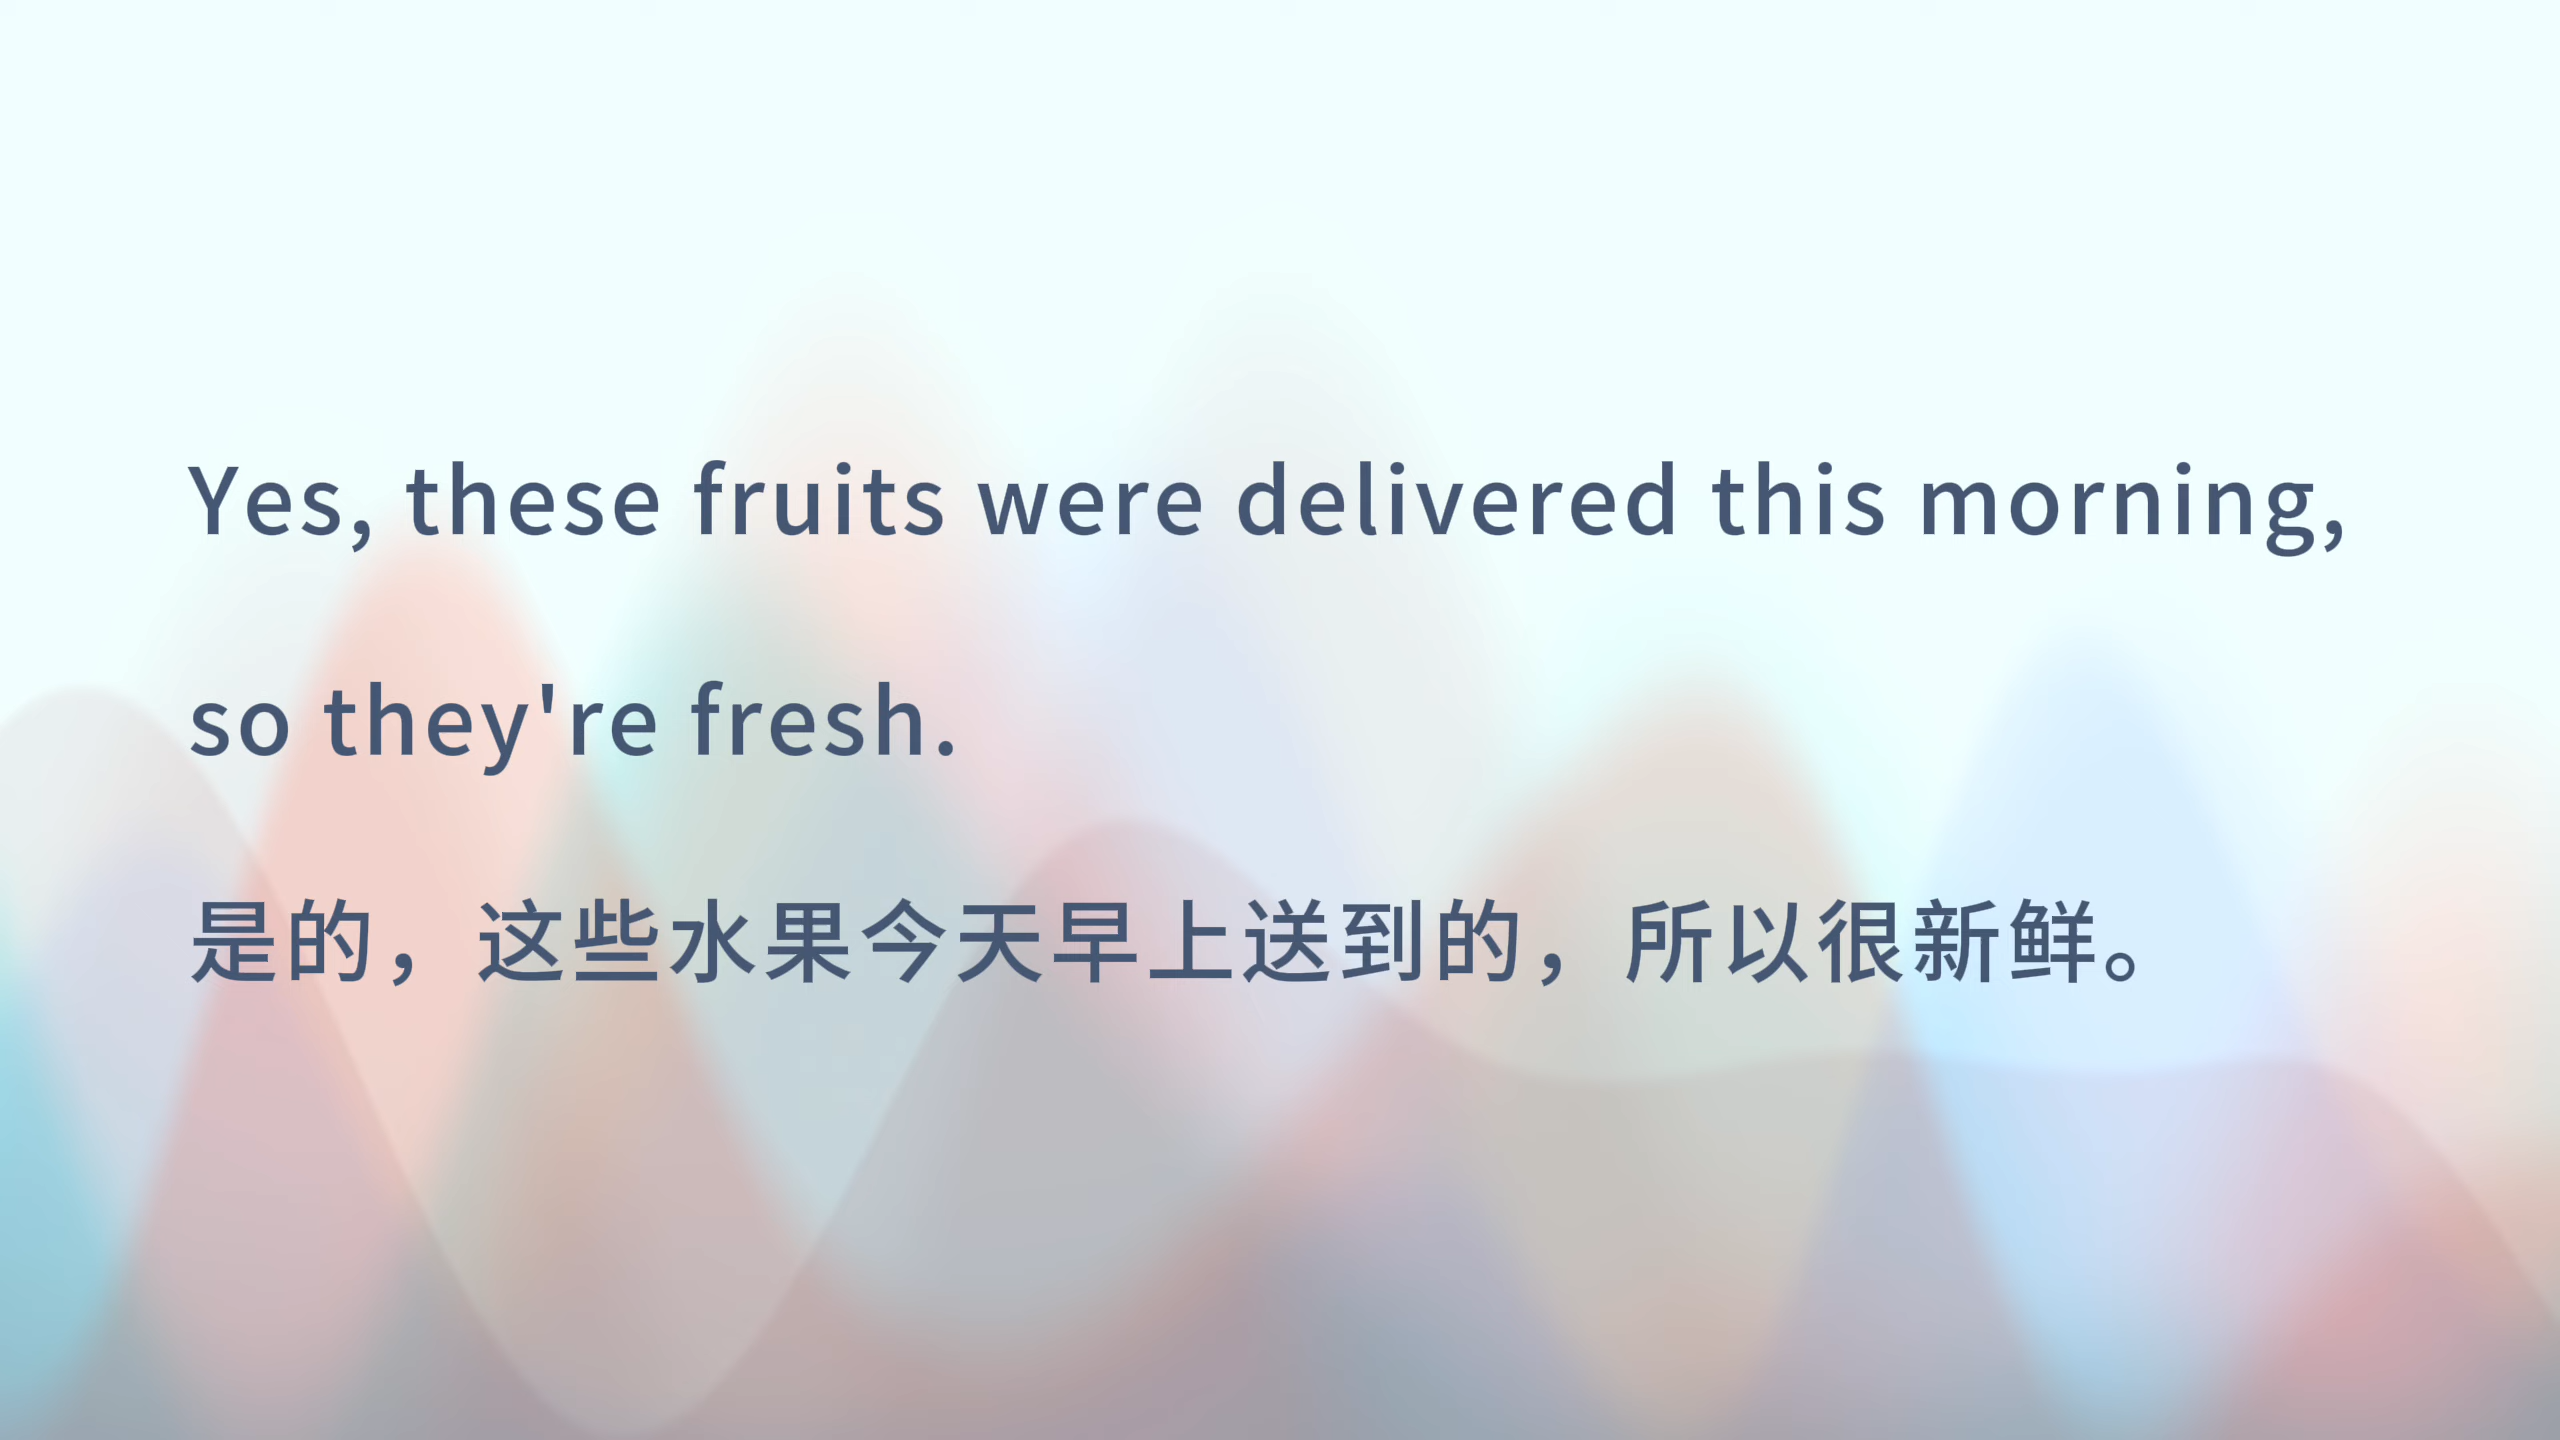 Yes, these fruits were delivered this morning,
so they're fresh.
是的，这些水果今天早上送到的，所以很新鲜。